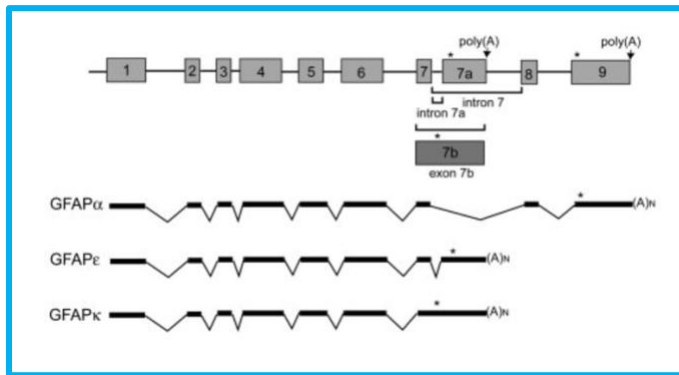 poly(A) poly(A)
* *
1 2 3 4 5 6 7 7a 8 9
intron 7
intron 7a
*
7b
exon 7b
*
GFAPα (A)N
*
GFAPε (A)N
*
GFAPκ (A)N